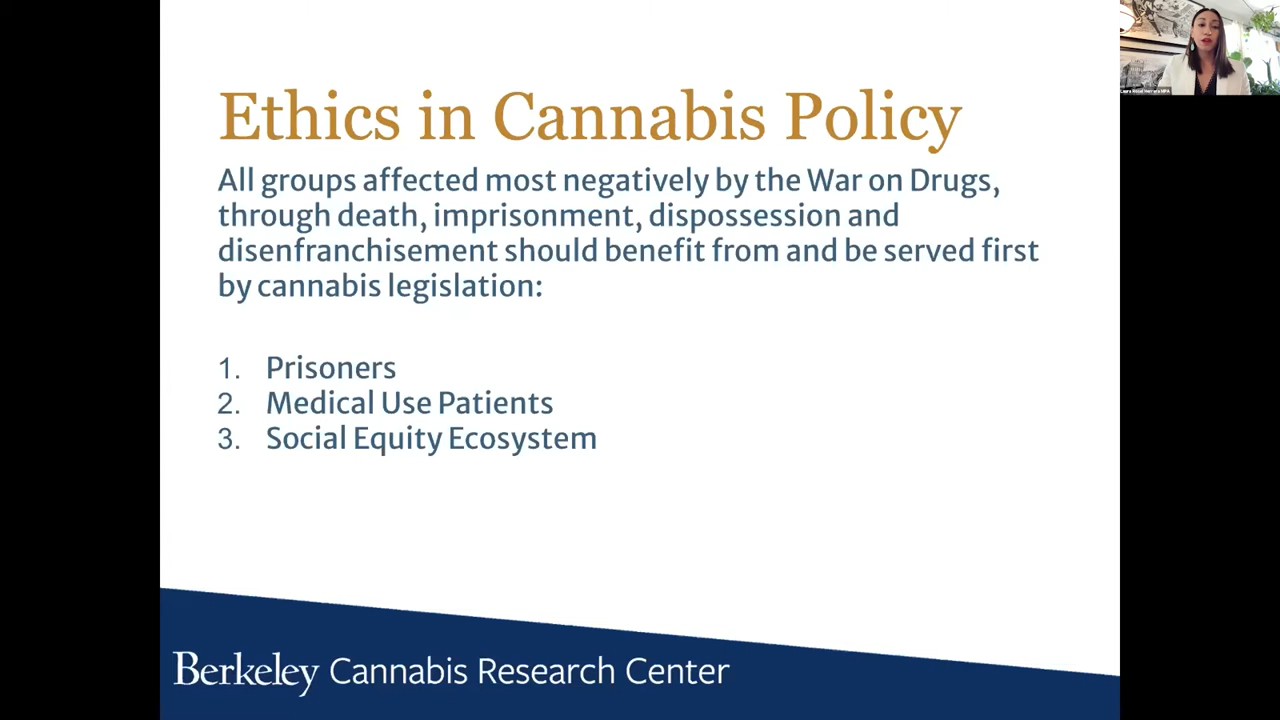 Ethics in Cannabis Policy
All groups affected most negatively by the War on Drugs,
through death, imprisonment, dispossession and
disenfranchisement should benefit from and be served first
by cannabis legislation:
1. Prisoners
2. Medical Use Patients
3. Social Equity Ecosystem
Berkeley Cannabis Research Center